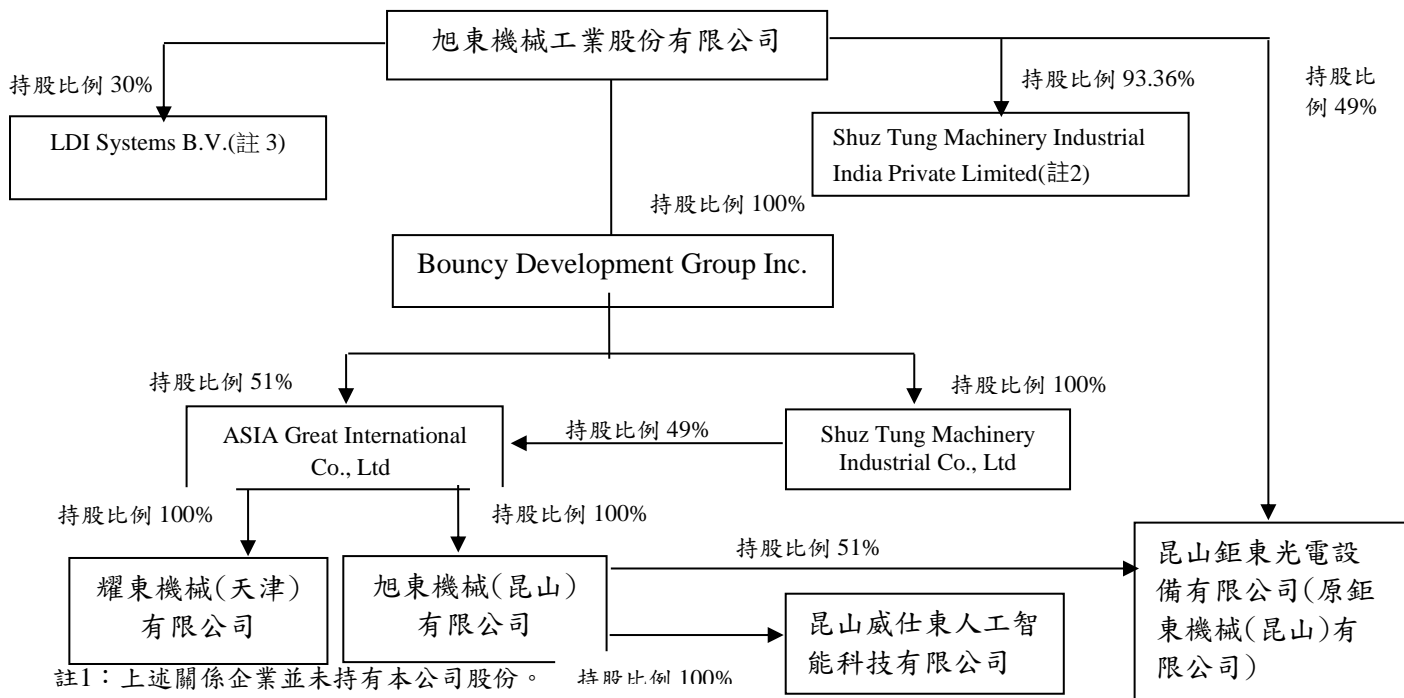 旭東機械工業股份有限公司
持股比例 30%
持股比例 93.36%
持股比
例 49%
LDI Systems B.V.(註 3)
Shuz Tung Machinery Industrial
India Private Limited(註2)
持股比例 100%
Bouncy Development Group Inc.
持股比例 51%
持股比例 100%
ASIA Great International
Co., Ltd
持股比例 49%
Shuz Tung Machinery
Industrial Co., Ltd
持股比例 100%
持股比例 100%
持股比例 51%
耀東機械(天津)
有限公司
旭東機械(昆山)
有限公司
昆山鉅東光電設
備有限公司(原鉅
東機械(昆山)有
限公司)
昆山威仕東人工智
能科技有限公司
持股比例 100%
註1：上述關係企業並未持有本公司股份。